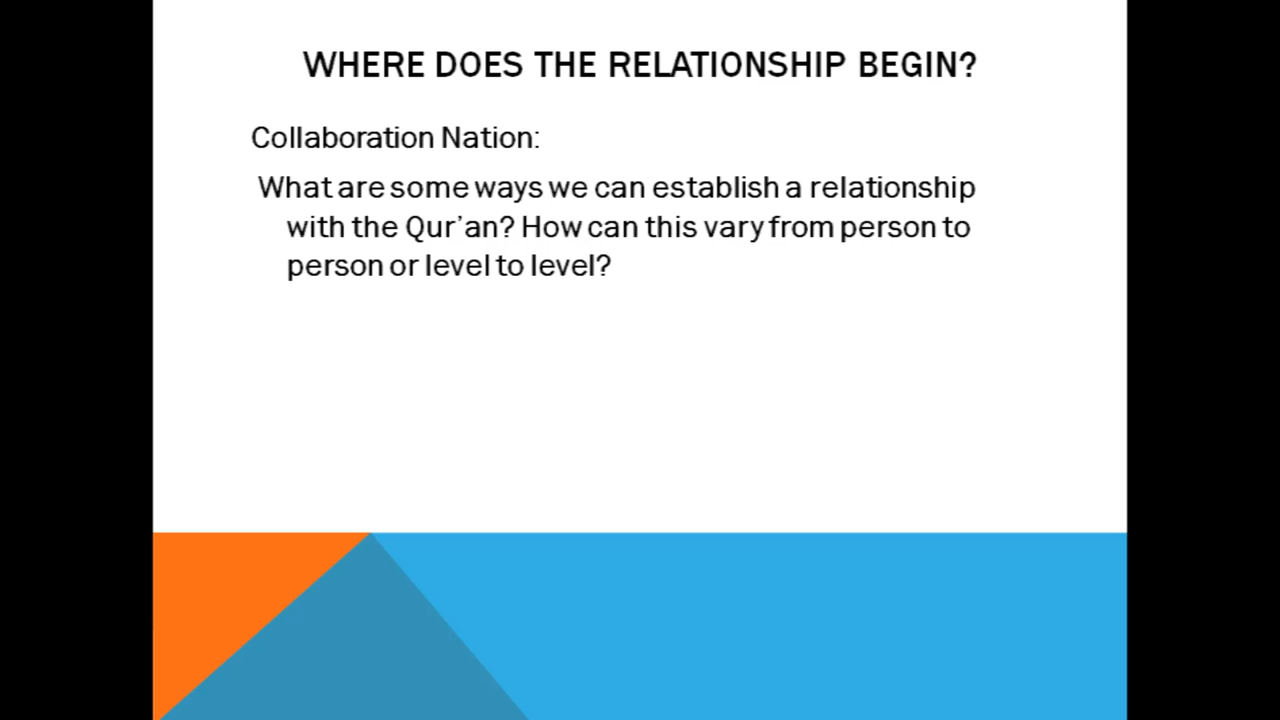 WHERE DOES THE RELATIONSHIP BEGIN?
Collaboration Nation:
What are some ways we can establish a relationship
with the Qur’an? How can this vary from person to
person or level to level?